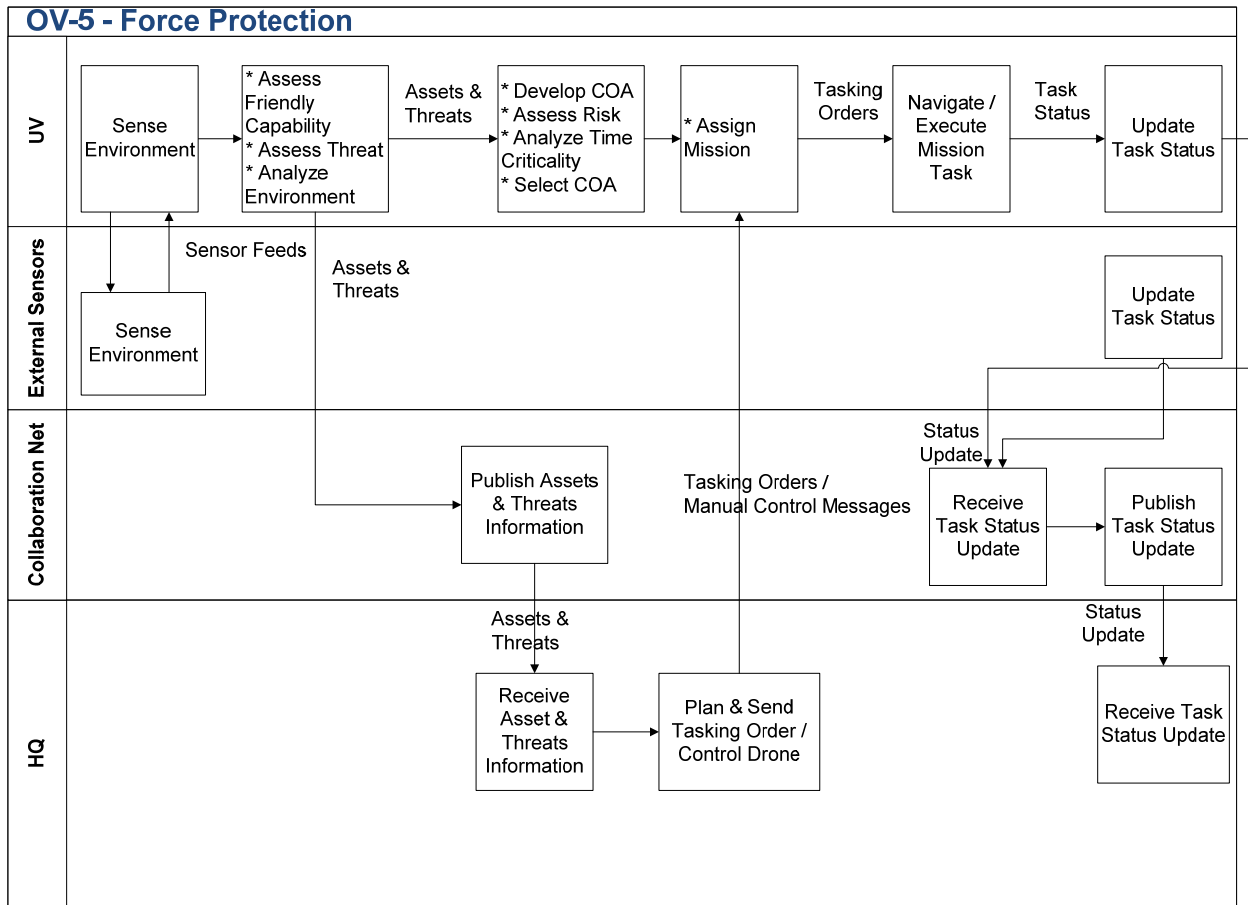 OV-5 - Force Protection
UV
Sense
Environment
* Assess
Friendly
Capability
* Assess Threat
* Analyze
Environment
Assets &
Threats
* Develop COA
* Assess Risk
* Analyze Time
Criticality
* Select COA
* Assign
Mission
Tasking
Orders
Navigate /
Execute
Mission
Task
Task
Status
Update
Task Status
External Sensors
Sensor Feeds
Sense
Environment
Assets &
Threats
Update
Task Status
Collaboration Net
Publish Assets
& Threats
Information
Tasking Orders /
Manual Control Messages
Status
Update
Receive
Task Status
Update
Publish
Task Status
Update
HQ
Assets &
Threats
Receive
Asset &
Threats
Information
Plan & Send
Tasking Order /
Control Drone
Status
Update
Receive Task
Status Update